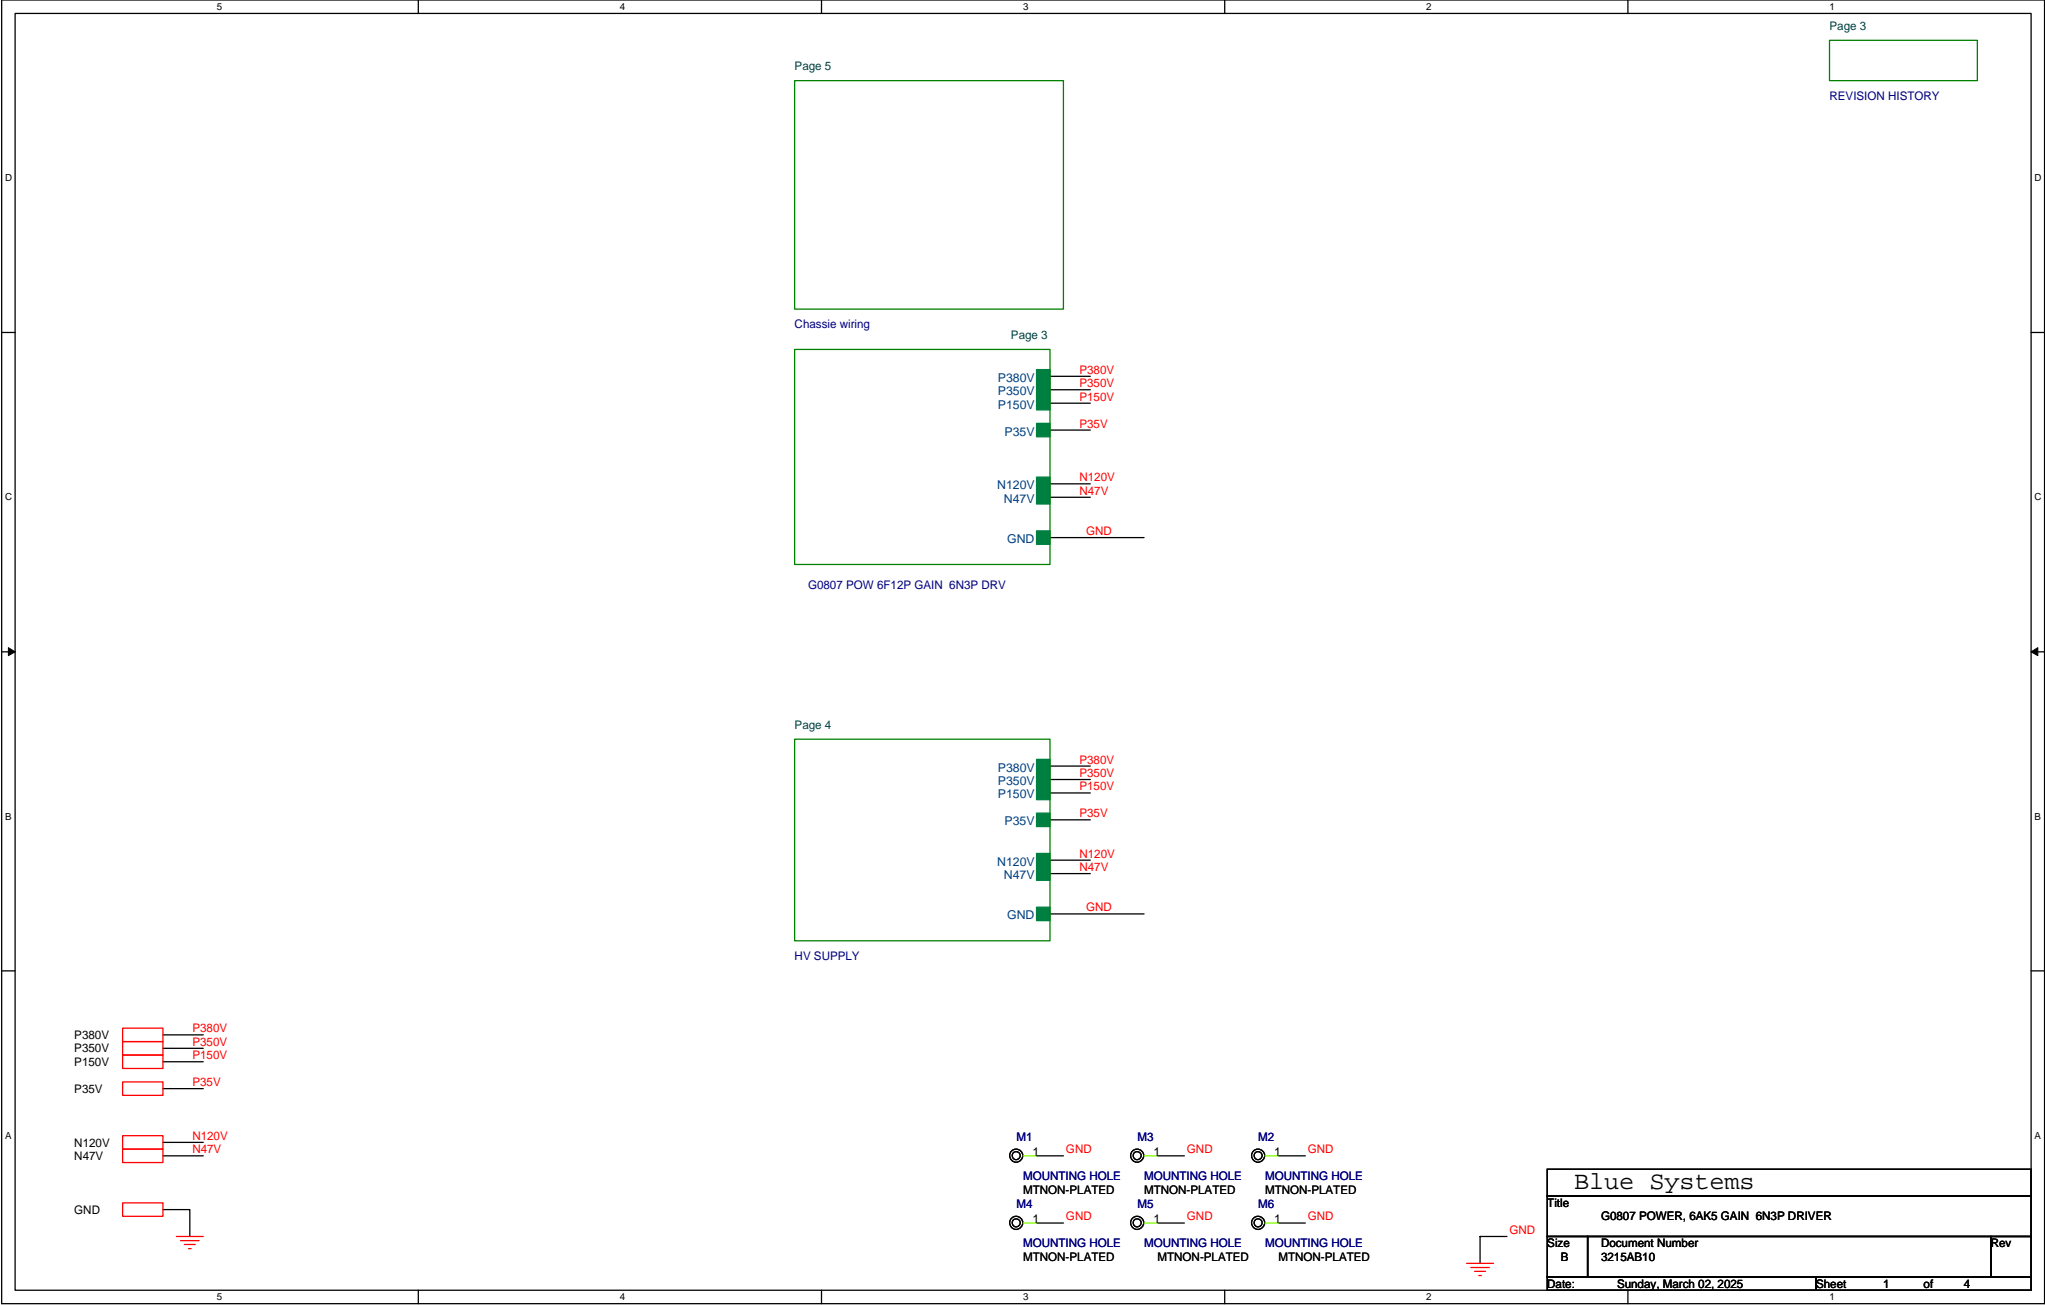 5 4 3 2 1
Page 3
REVISION HISTORY
Page 5
Chassie wiring
D D
Page 3
P380V P380V
P350V P350V
P150V P150V
P35V P35V
N120V N120V
N47V N47V
GND GND
G0807 POW 6F12P GAIN  6N3P DRV
C C
Page 4
P380V P380V
P350V P350V
P150V P150V
P35V P35V
N120V N120V
N47V N47V
GND GND
HV SUPPLY
B B
P380V P380V
P350V P350V
P150V P150V
P35V P35V
N120V N120V
N47V N47V
GND
A A
M1 M3 M2
1 GND 1 GND 1 GND
MOUNTING HOLE MOUNTING HOLE MOUNTING HOLE
MTNON-PLATED MTNON-PLATED MTNON-PLATED
M4 M5 M6
1 GND 1 GND 1 GND
MOUNTING HOLE MOUNTING HOLE MOUNTING HOLE
MTNON-PLATED MTNON-PLATED MTNON-PLATED
GND
Blue Systems
Title
G0807 POWER, 6AK5 GAIN  6N3P DRIVER
Size Document Number Rev
B 3215AB10
Date: Sunday, March 02, 2025 Sheet 1 of 4
5 4 3 2 1